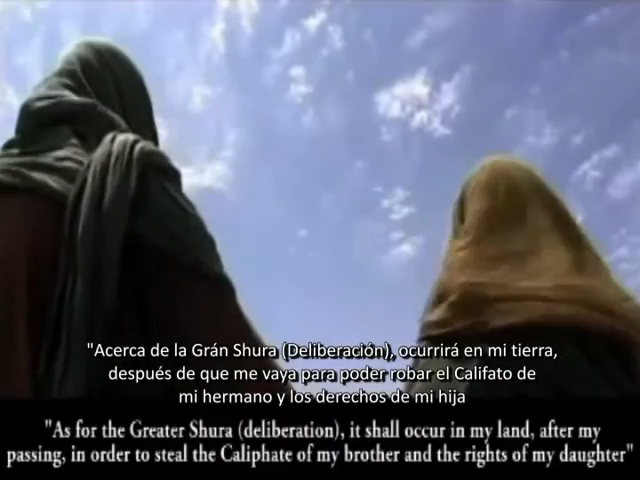 "Acerca de la Grán Shura (Deliberación), ocurrirá en mi tierra,
después de que me vaya para poder robar el Califato de
mi hermano y los derechos de mi hija
"As for the Greater Shura (deliberation), it shall occur in my land, after my
passing, in order to steal the Caliphate of my brother and the rights of my daughter"